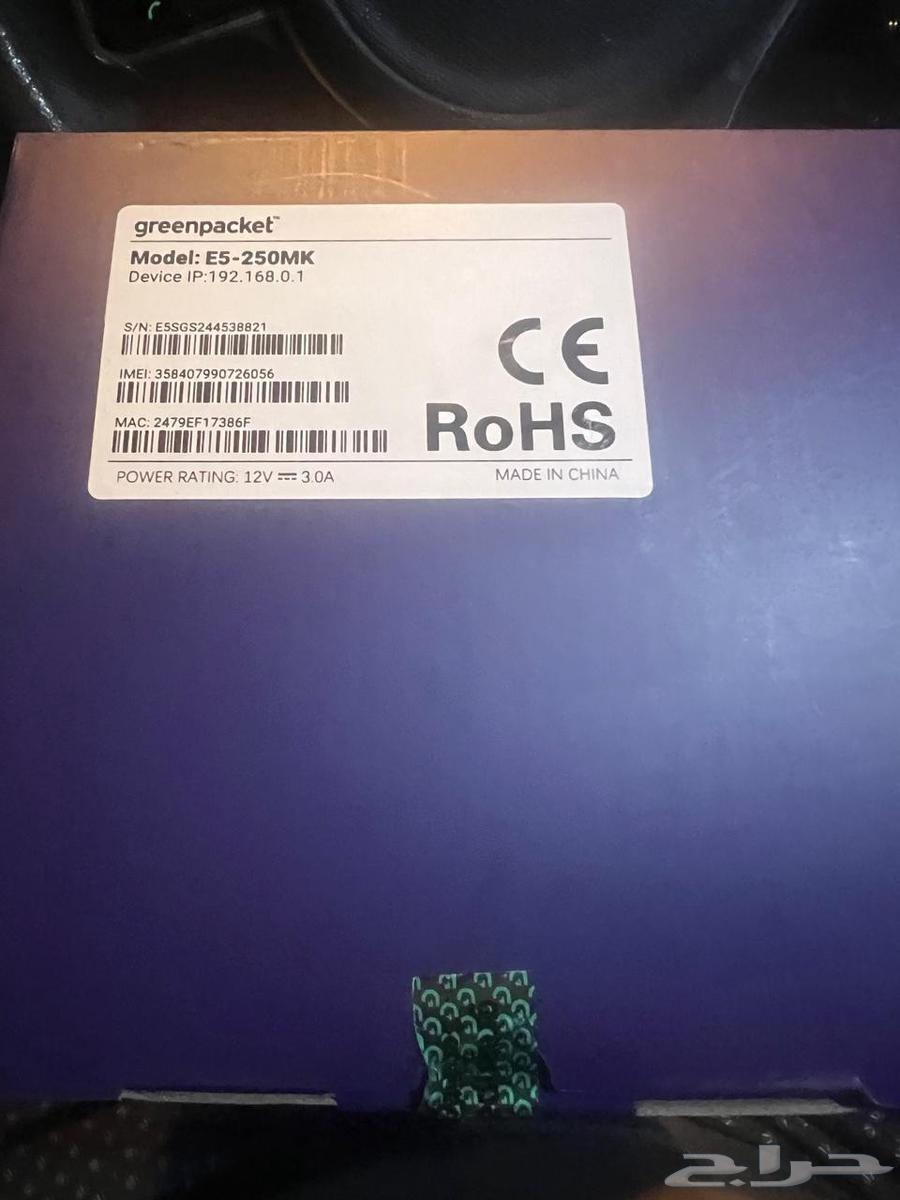 greenpacket™
Model: E5-250MK
Device IP:192.168.0.1
S/N: E5SGS244538821
IMEI: 358407990726056
MAC: 2479EF17386F
CE
RoHS
POWER RATING: 12V ⎓ 3.0A
MADE IN CHINA
حراج